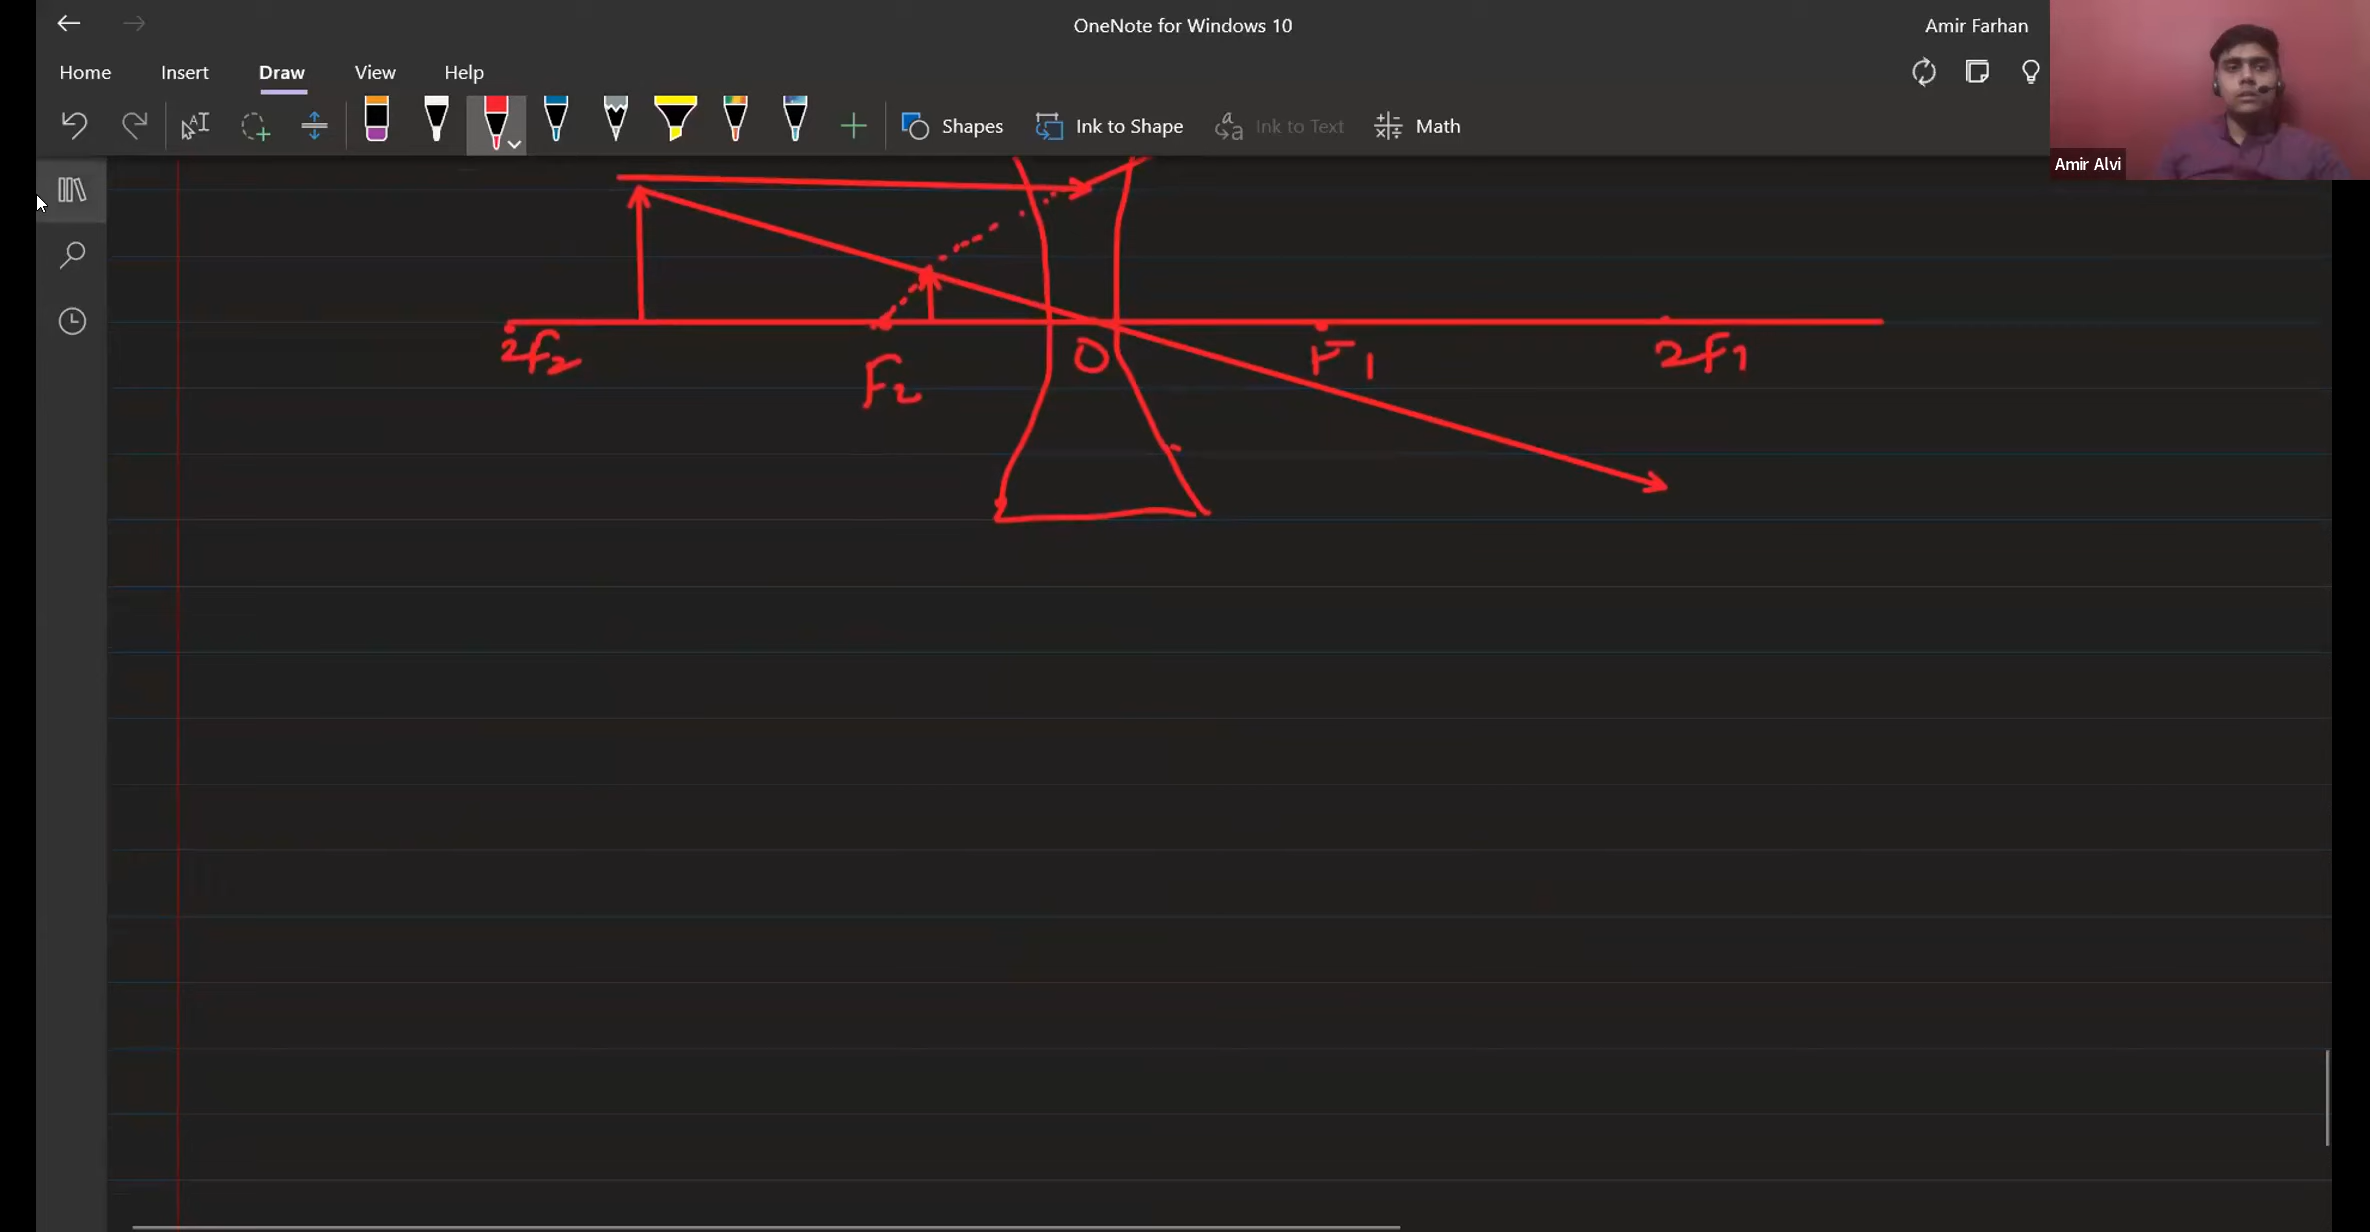 OneNote for Windows 10
Amir Farhan
Home Insert Draw View Help
Shapes Ink to Shape Ink to Text Math
Amir Alvi
2f2 F2 O F1 2f1